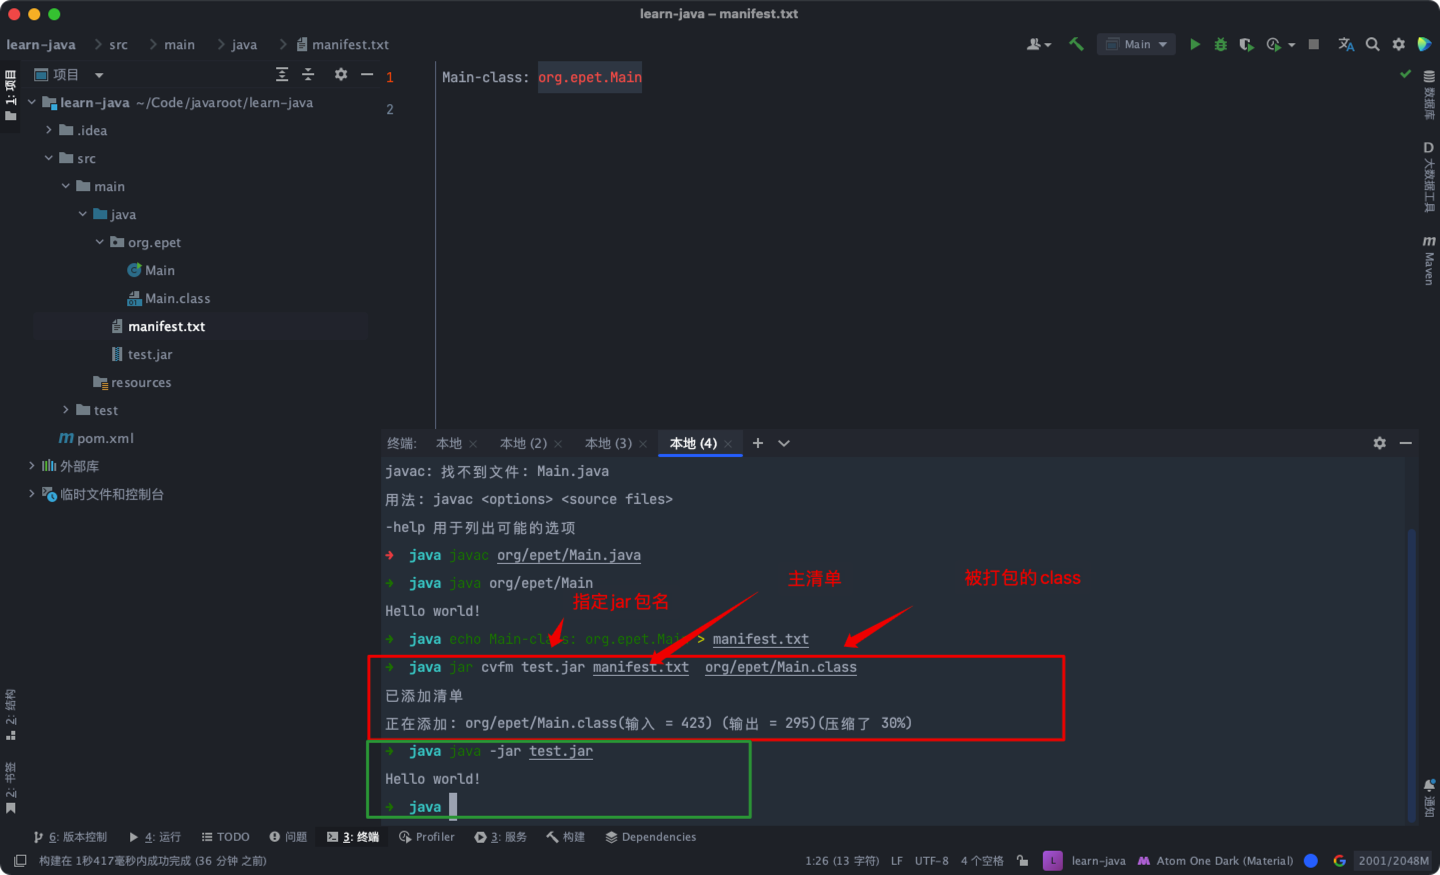 learn-java – manifest.txt
learn-java
src
main
java
manifest.txt
Main
1: 项目
项目
learn-java ~/Code/javaroot/learn-java
.idea
src
main
java
org.epet
Main
Main.class
manifest.txt
test.jar
resources
test
pom.xml
外部库
临时文件和控制台
1 Main-class: org.epet.Main
2
数据库
D 大数据工具
m Maven
通知
2: 结构
2: 书签
终端: 本地 本地 (2) 本地 (3) 本地 (4)
javac: 找不到文件: Main.java
用法: javac <options> <source files>
-help 用于列出可能的选项
java javac org/epet/Main.java
java java org/epet/Main
Hello world!
主清单
被打包的class
指定jar包名
java echo Main-class: org.epet.Main > manifest.txt
java jar cvfm test.jar manifest.txt org/epet/Main.class
已添加清单
正在添加: org/epet/Main.class(输入 = 423) (输出 = 295)(压缩了 30%)
java java -jar test.jar
Hello world!
java
6: 版本控制 4: 运行 TODO 问题 3: 终端 Profiler 3: 服务 构建 Dependencies
构建在 1秒417毫秒内成功完成 (36 分钟 之前) 1:26 (13 字符) LF UTF-8 4 个空格 L learn-java Atom One Dark (Material) 2001/2048M